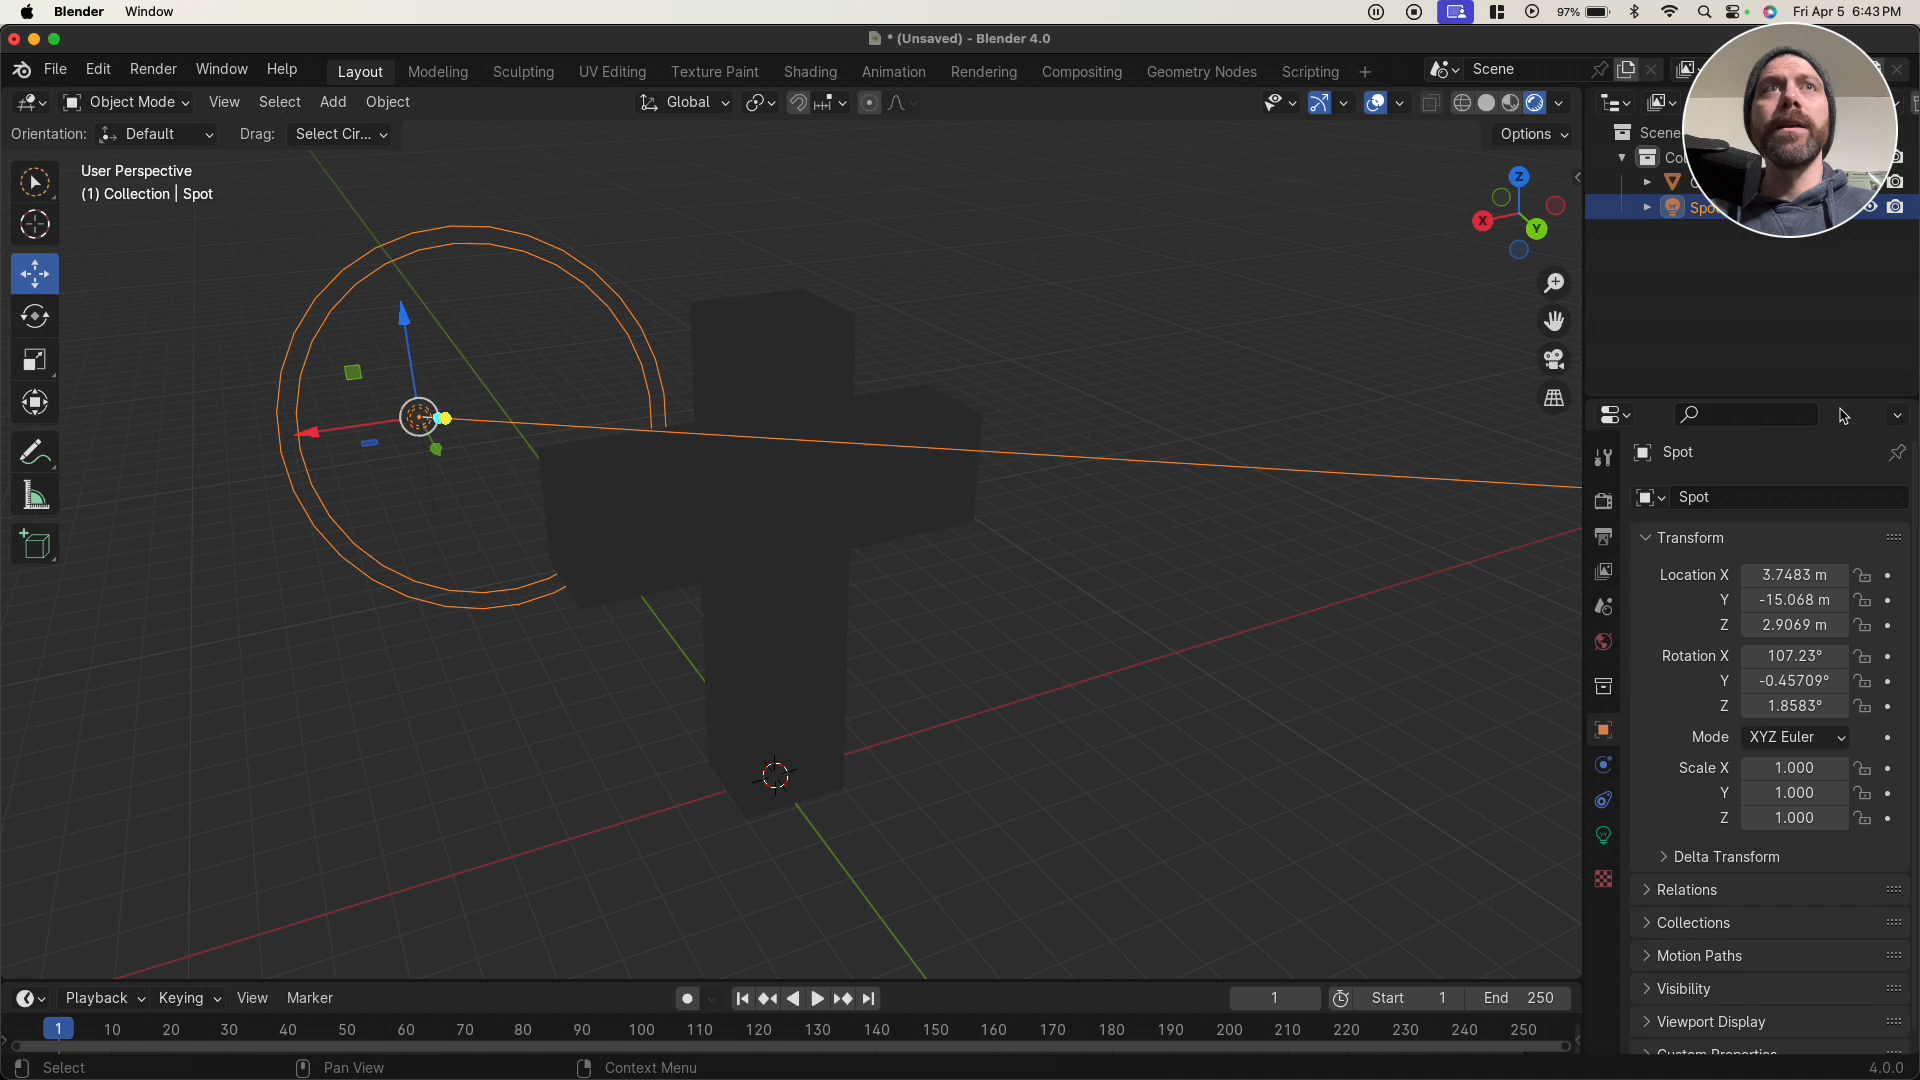 Blender Window
97% Fri Apr 5 6:43 PM
* (Unsaved) - Blender 4.0
File Edit Render Window Help
Layout Modeling Sculpting UV Editing Texture Paint Shading Animation Rendering Compositing Geometry Nodes Scripting +
Scene
Object Mode View Select Add Object
Global
Orientation: Default Drag: Select Cir...
Options
User Perspective
(1) Collection | Spot
Z
X
Y
Scene
Spot
Spot
Transform
Location X 3.7483 m
Y -15.068 m
Z 2.9069 m
Rotation X 107.23°
Y -0.45709°
Z 1.8583°
Mode XYZ Euler
Scale X 1.000
Y 1.000
Z 1.000
Delta Transform
Relations
Collections
Motion Paths
Visibility
Viewport Display
Custom Properties
Playback Keying View Marker
1 Start 1 End 250
1 10 20 30 40 50 60 70 80 90 100 110 120 130 140 150 160 170 180 190 200 210 220 230 240 250
Select Pan View Context Menu
4.0.0